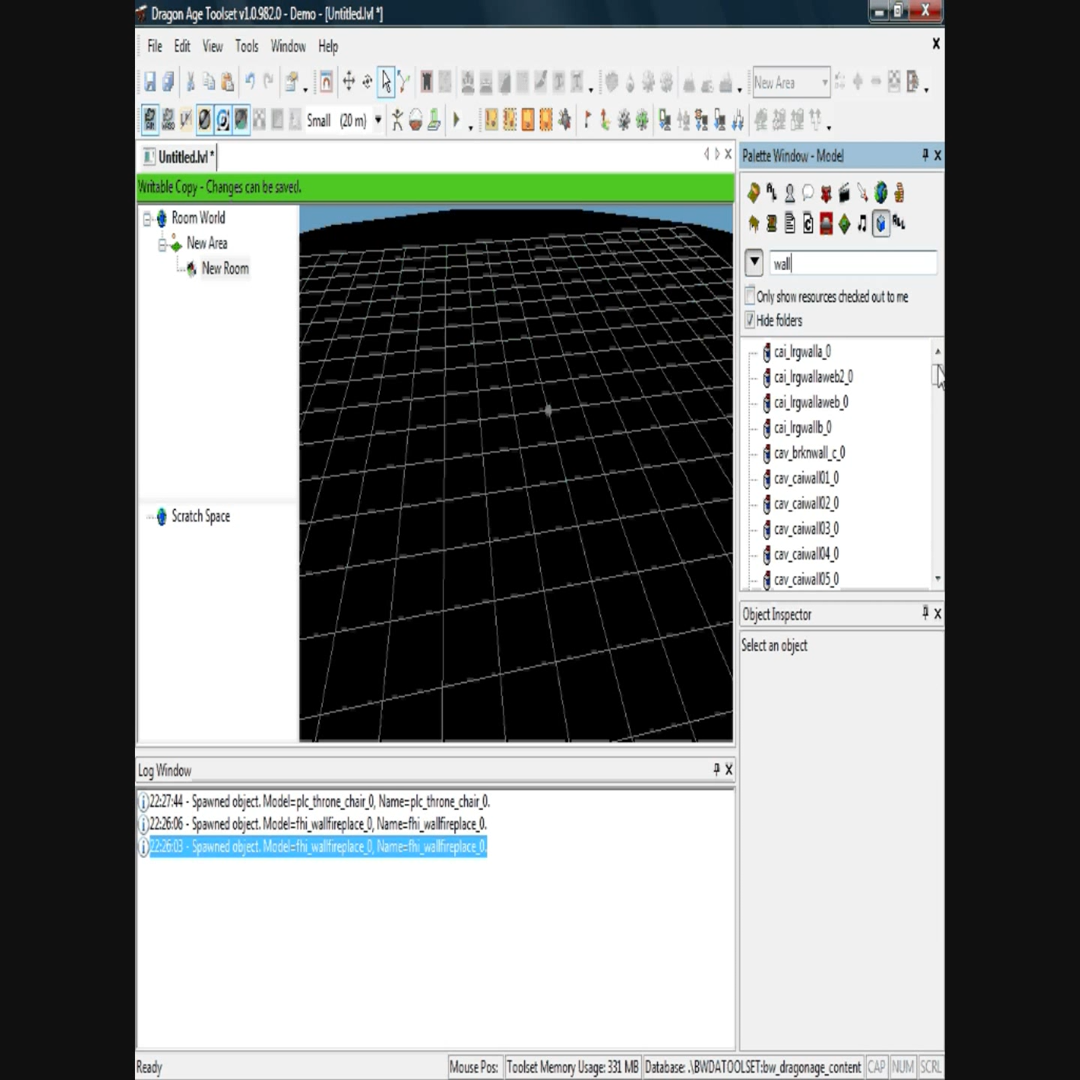 Dragon Age Toolset v1.0.982.0 - Demo - [Untitled.lvl *]
File Edit View Tools Window Help
New Area
Small (20 m)
Untitled.lvl *
Writable Copy - Changes can be saved.
Room World
New Area
New Room
Scratch Space
Palette Window - Model
wall
Only show resources checked out to me
Hide folders
cai_lrgwalla_0
cai_lrgwallaweb2_0
cai_lrgwallaweb_0
cai_lrgwallb_0
cav_brknwall_c_0
cav_caiwall01_0
cav_caiwall02_0
cav_caiwall03_0
cav_caiwall04_0
cav_caiwall05_0
Object Inspector
Select an object
Log Window
22:27:44 - Spawned object. Model=plc_throne_chair_0, Name=plc_throne_chair_0.
22:26:06 - Spawned object. Model=fhi_wallfireplace_0, Name=fhi_wallfireplace_0.
22:26:03 - Spawned object. Model=fhi_wallfireplace_0, Name=fhi_wallfireplace_0.
Ready
Mouse Pos: Toolset Memory Usage: 331 MB Database: .\BWDATOOLSET:bw_dragonage_content CAP NUM SCRL